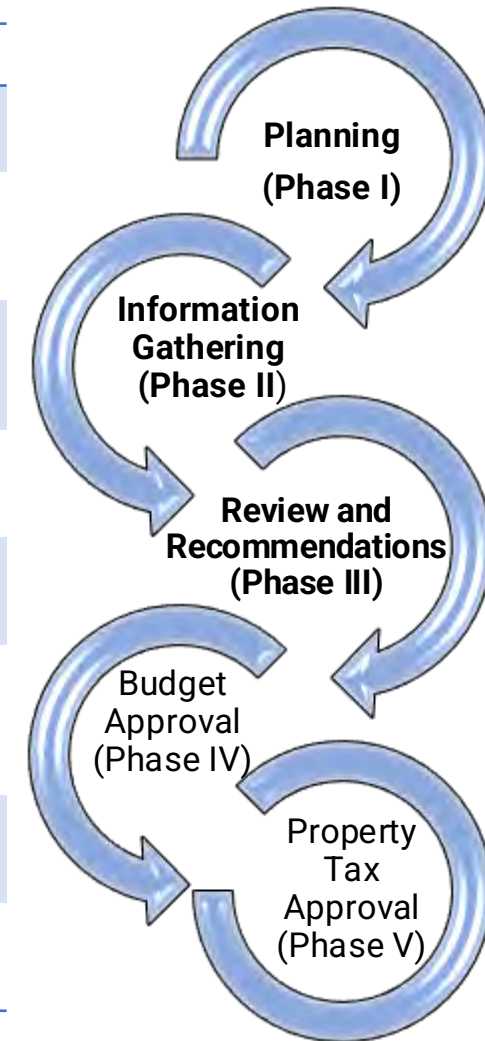 Planning
(Phase I)
Information
Gathering
(Phase II)
Review and
Recommendations
(Phase III)
Budget
Approval
(Phase IV)
Property
Tax
Approval
(Phase V)